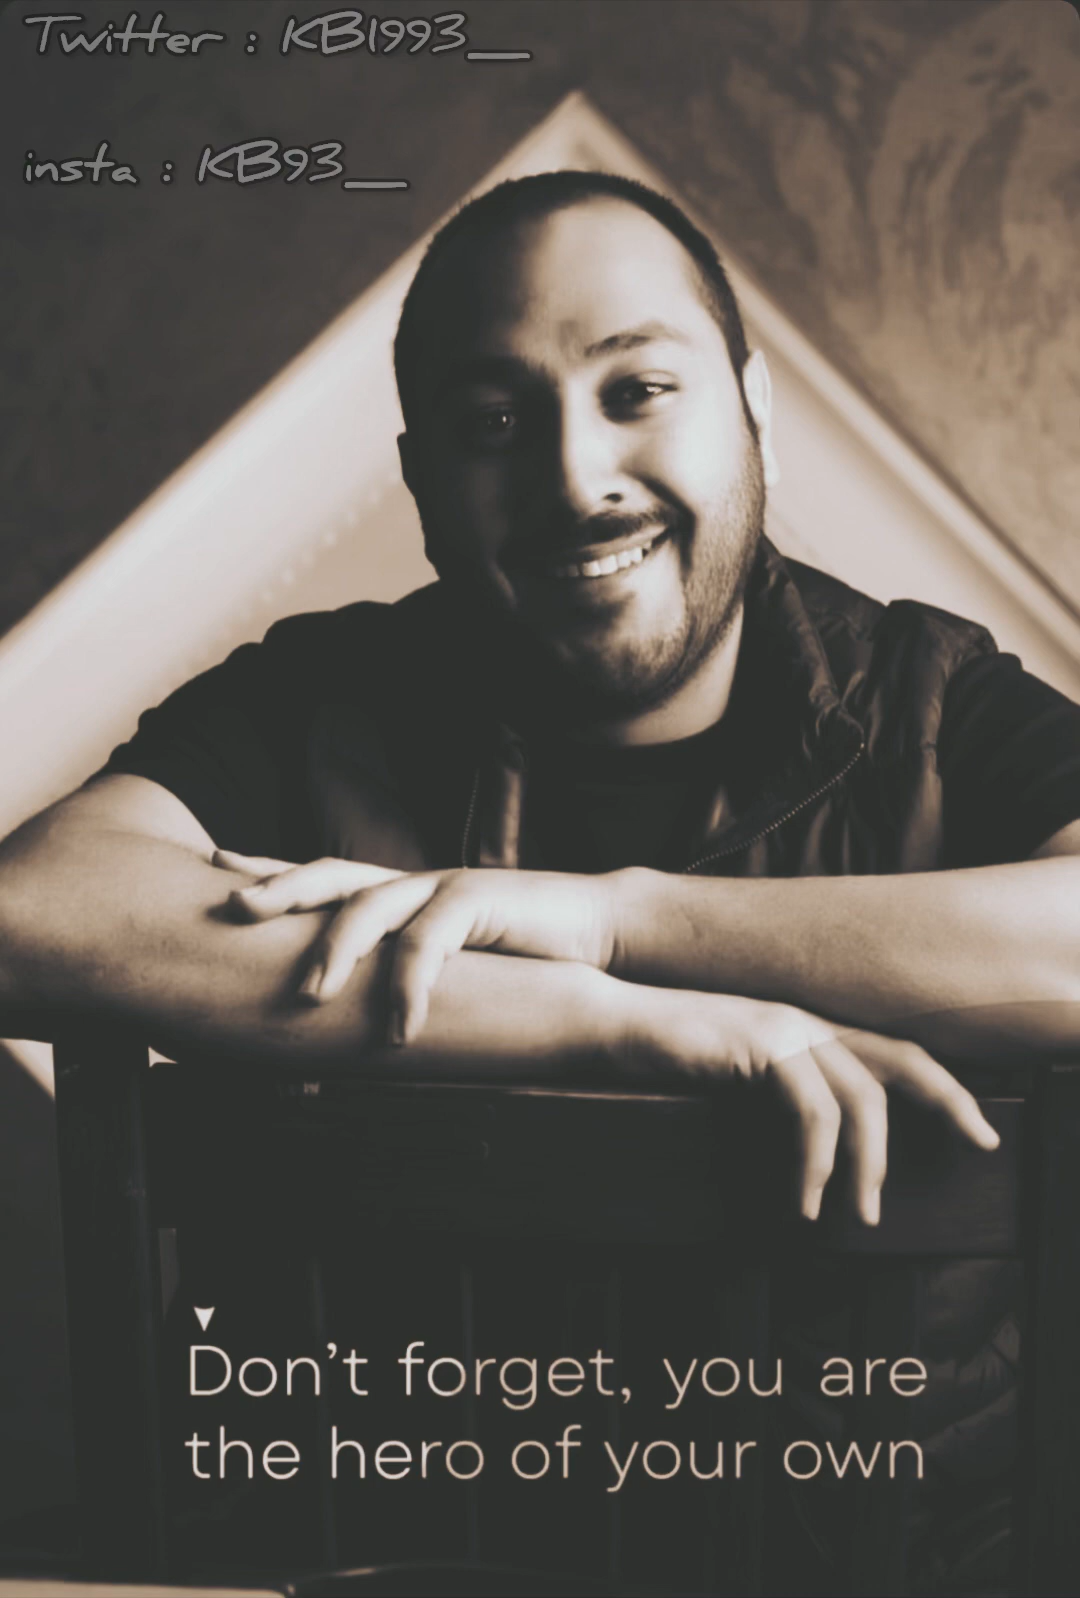 Twitter : KB1993__
insta : KB93__
Don't forget, you are
the hero of your own